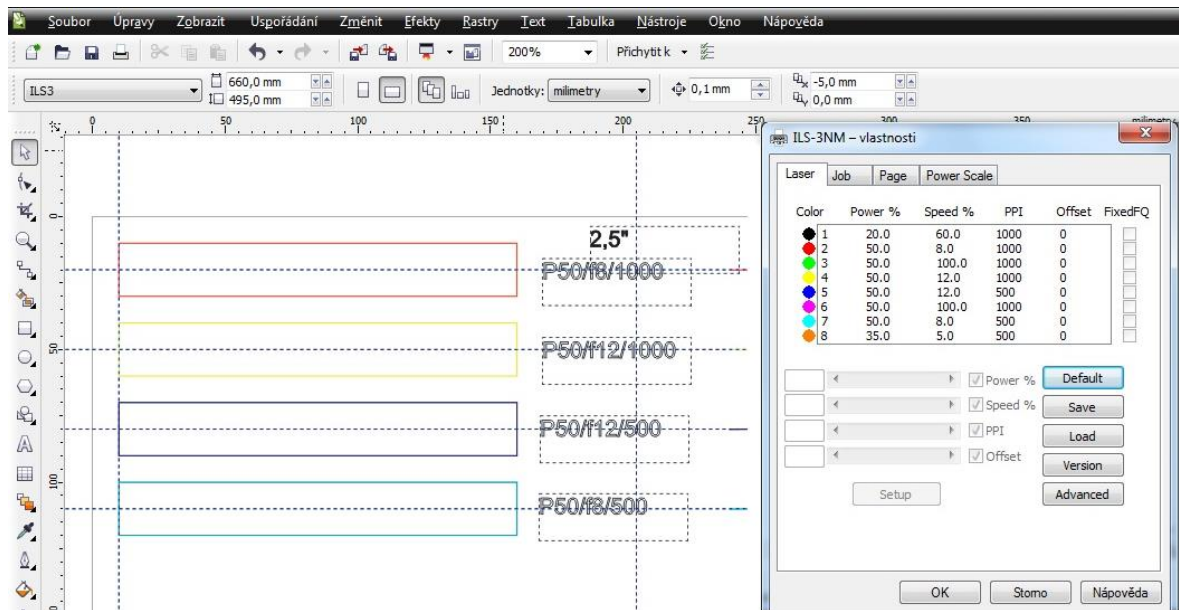 Soubor Úpravy Zobrazit Uspořádání Změnit Efekty Rastry Text Tabulka Nástroje Okno Nápověda
200% Přichytit k
ILS3 660,0 mm 495,0 mm Jednotky: milimetry 0,1 mm -5,0 mm 0,0 mm
0 50 100 150 200 250 300 350 milimetry
0
50
100
2,5"
P50/f8/1000
P50/f12/1000
P50/f12/500
P50/f8/500
ILS-3NM – vlastnosti
Laser Job Page Power Scale
Color Power % Speed % PPI Offset FixedFQ
1 20.0 60.0 1000 0
2 50.0 8.0 1000 0
3 50.0 100.0 1000 0
4 50.0 12.0 1000 0
5 50.0 12.0 500 0
6 50.0 100.0 500 0
7 50.0 8.0 500 0
8 35.0 5.0 500 0
Power % Default
Speed % Save
PPI Load
Offset Version
Setup Advanced
OK Storno Nápověda